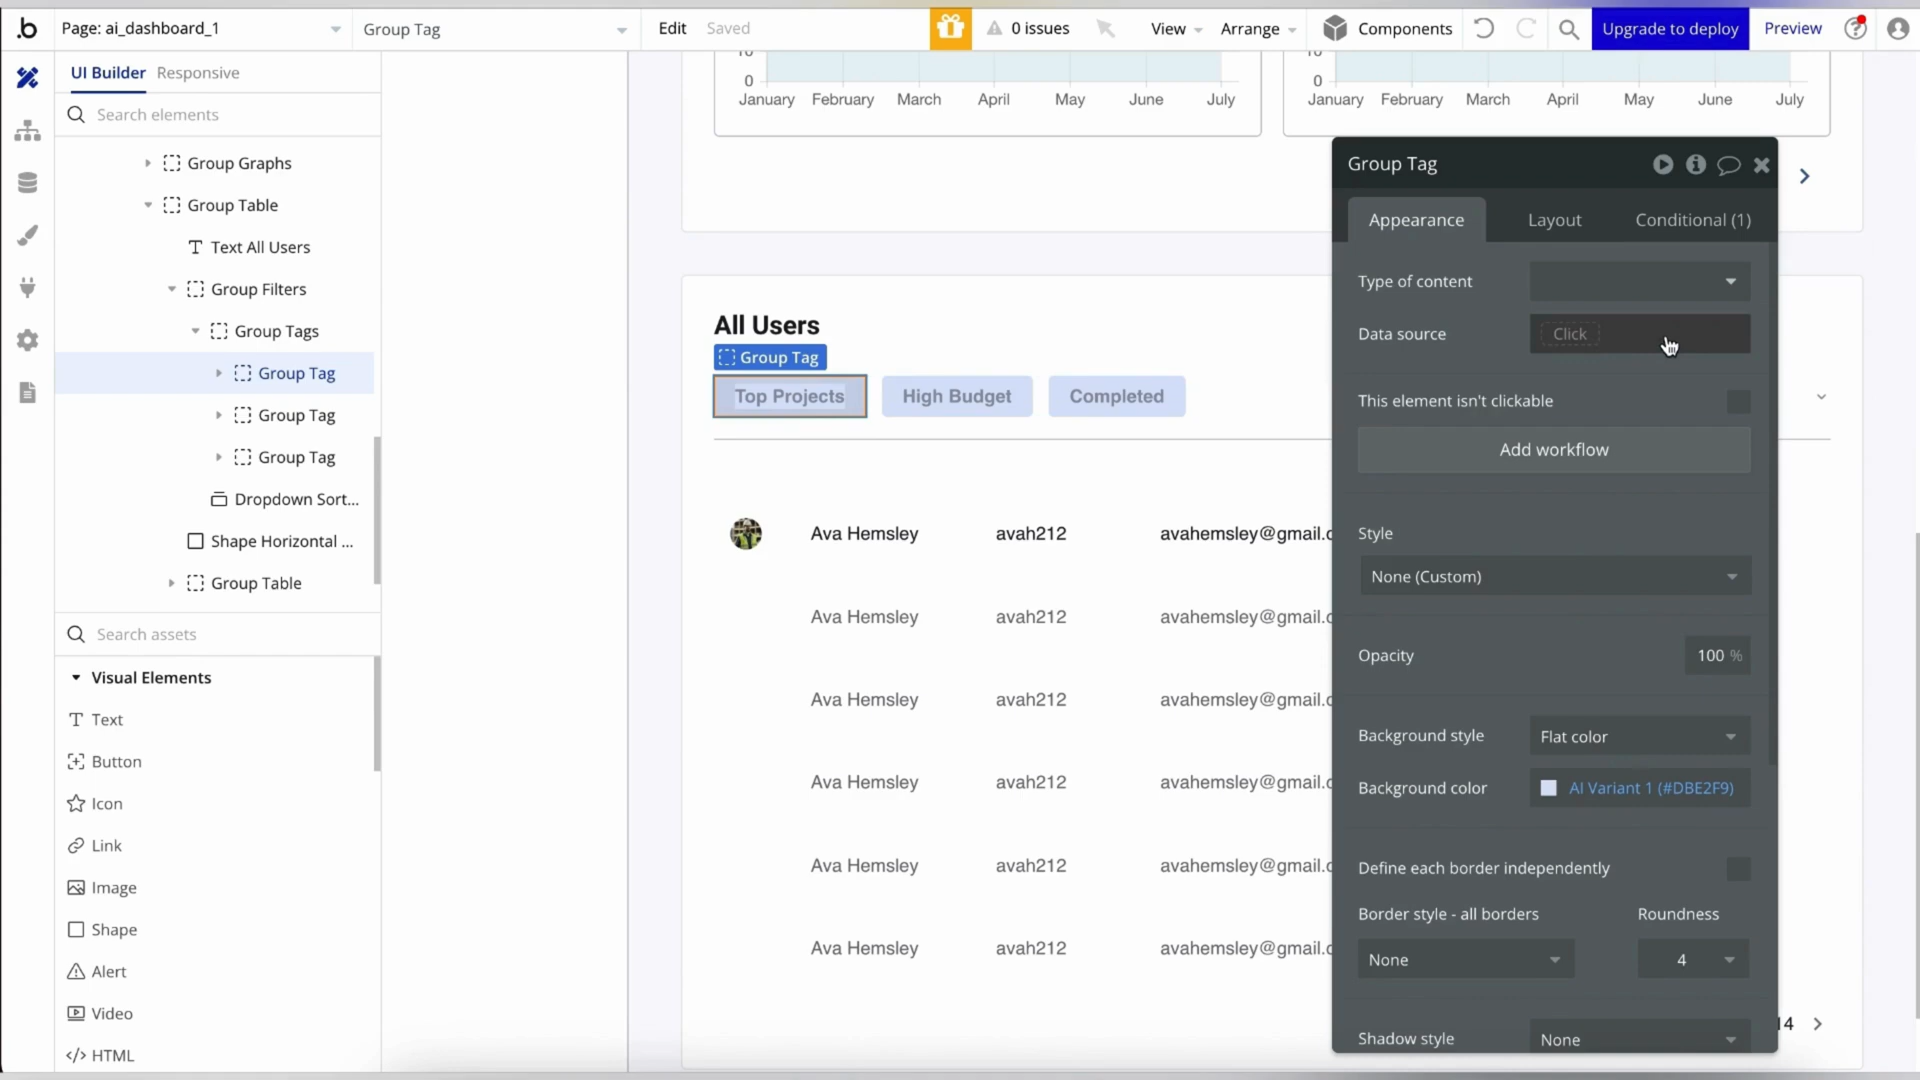 .b
Page: ai_dashboard_1
Group Tag
Edit
Saved
0 issues
View
Arrange
Components
Upgrade to deploy
Preview
UI Builder
Responsive
Search elements
Group Graphs
Group Table
Text All Users
Group Filters
Group Tags
Group Tag
Group Tag
Group Tag
Dropdown Sort...
Shape Horizontal ...
Group Table
Search assets
Visual Elements
Text
Button
Icon
Link
Image
Shape
Alert
Video
HTML
10
0
January February March April May June July
10
0
January February March April May June July
All Users
Group Tag
Top Projects
High Budget
Completed
Ava Hemsley avah212 avahemsley@gmail.c
Ava Hemsley avah212 avahemsley@gmail.c
Ava Hemsley avah212 avahemsley@gmail.c
Ava Hemsley avah212 avahemsley@gmail.c
Ava Hemsley avah212 avahemsley@gmail.c
Ava Hemsley avah212 avahemsley@gmail.c
14
Group Tag
Appearance
Layout
Conditional (1)
Type of content
Data source
Click
This element isn't clickable
Add workflow
Style
None (Custom)
Opacity
100 %
Background style
Flat color
Background color
AI Variant 1 (#DBE2F9)
Define each border independently
Border style - all borders
Roundness
None
4
Shadow style
None